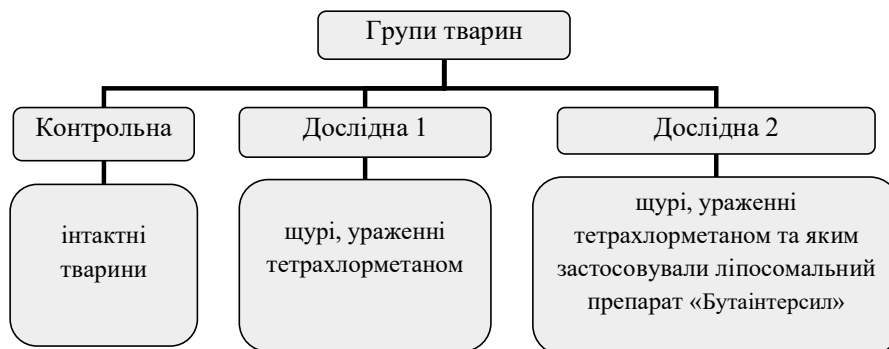 Групи тварин
Контрольна
Дослідна 1
Дослідна 2
інтактні
тварини
щурі, ураженні
тетрахлорметаном
щурі, ураженні
тетрахлорметаном та яким
застосовували ліпосомальний
препарат «Бутаінтерсил»